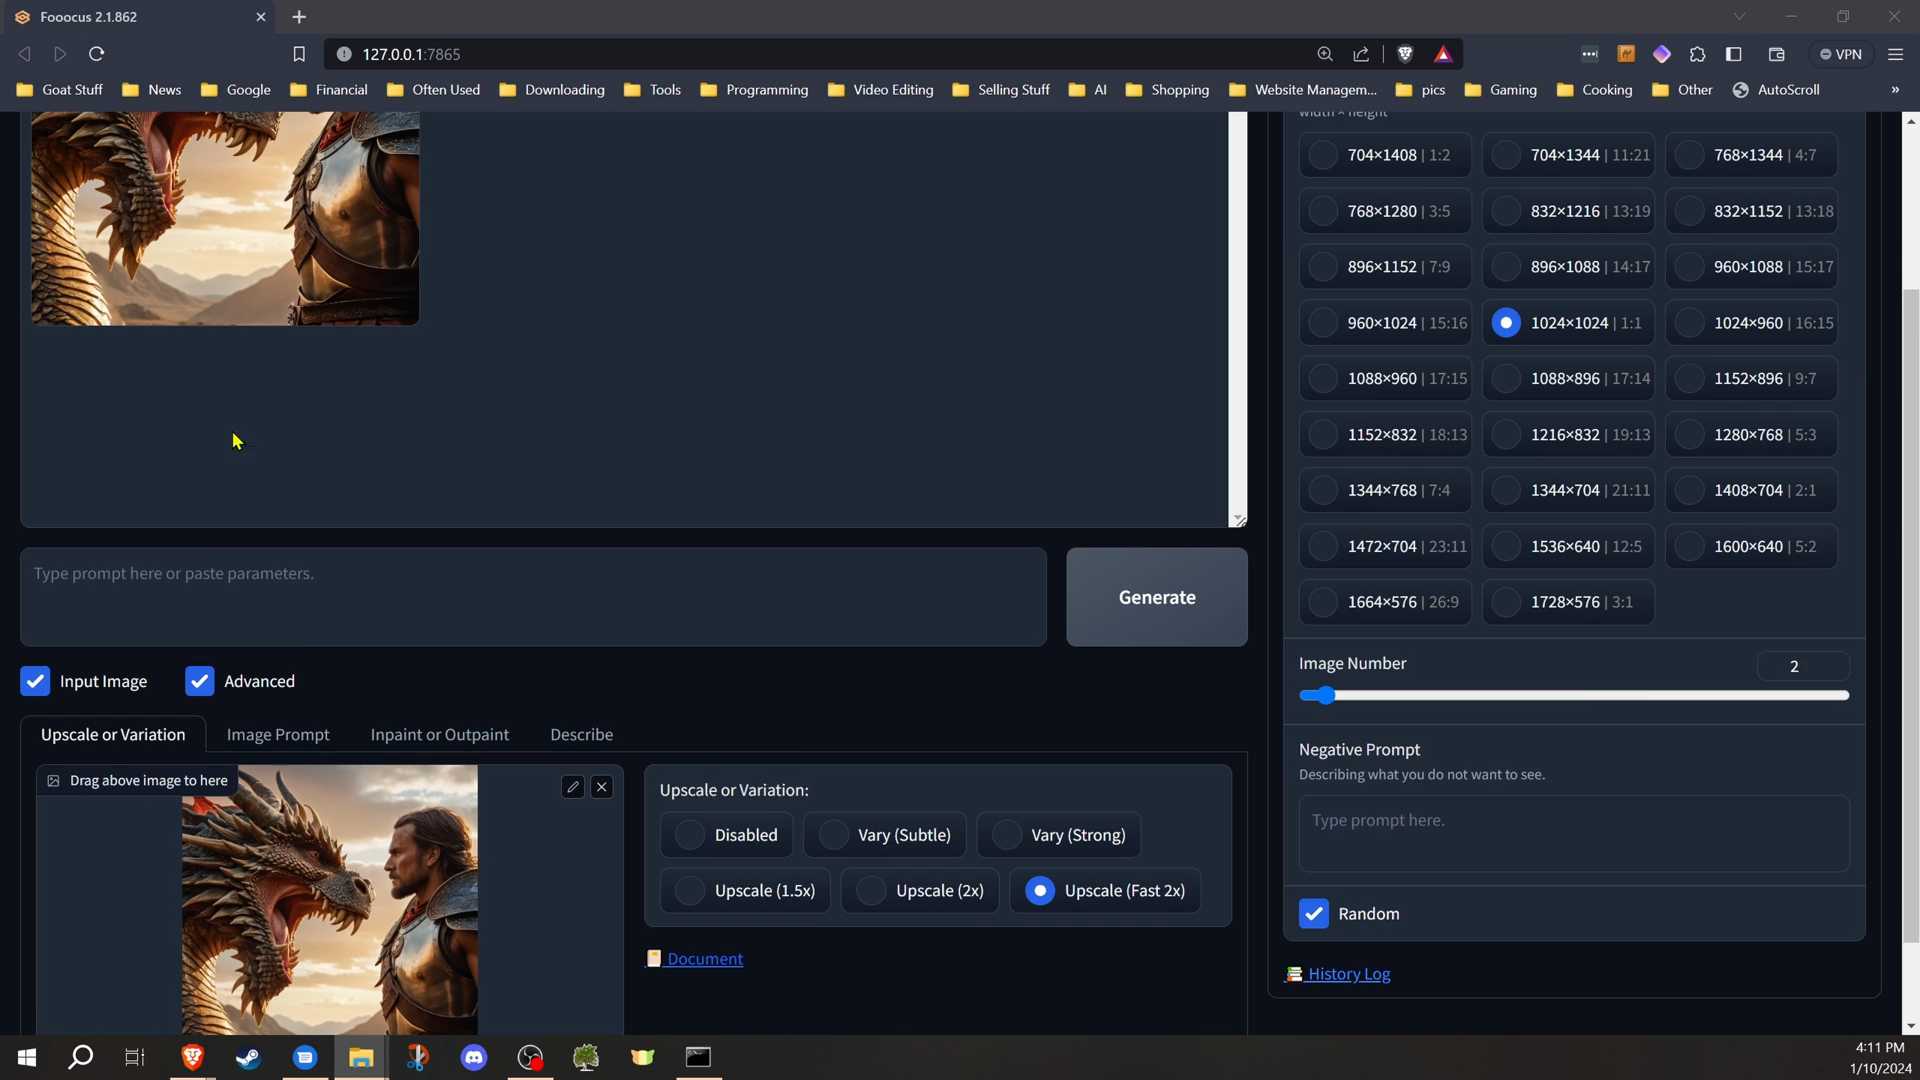 Fooocus 2.1.862
127.0.0.1:7865
VPN
Goat Stuff News Google Financial Often Used Downloading Tools Programming Video Editing Selling Stuff AI Shopping Website Managem... pics Gaming Cooking Other AutoScroll »
width × height
704×1408 | 1:2 704×1344 | 11:21 768×1344 | 4:7
768×1280 | 3:5 832×1216 | 13:19 832×1152 | 13:18
896×1152 | 7:9 896×1088 | 14:17 960×1088 | 15:17
960×1024 | 15:16 1024×1024 | 1:1 1024×960 | 16:15
1088×960 | 17:15 1088×896 | 17:14 1152×896 | 9:7
1152×832 | 18:13 1216×832 | 19:13 1280×768 | 5:3
1344×768 | 7:4 1344×704 | 21:11 1408×704 | 2:1
1472×704 | 23:11 1536×640 | 12:5 1600×640 | 5:2
1664×576 | 26:9 1728×576 | 3:1
Type prompt here or paste parameters.
Generate
Image Number 2
Input Image Advanced
Upscale or Variation Image Prompt Inpaint or Outpaint Describe
Negative Prompt
Describing what you do not want to see.
Type prompt here.
Drag above image to here
Upscale or Variation:
Disabled Vary (Subtle) Vary (Strong)
Upscale (1.5x) Upscale (2x) Upscale (Fast 2x)
Document
Random
History Log
4:11 PM
1/10/2024